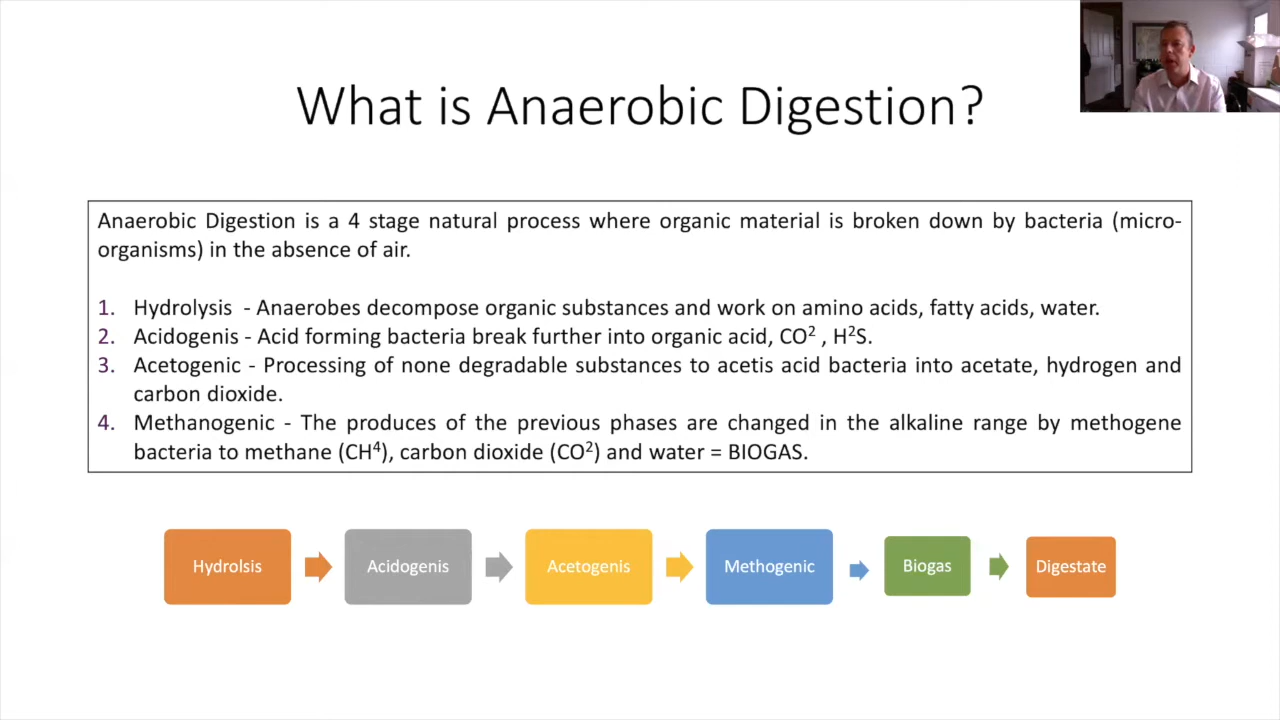 What is Anaerobic Digestion?
Anaerobic Digestion is a 4 stage natural process where organic material is broken down by bacteria (micro-
organisms) in the absence of air.
1. Hydrolysis - Anaerobes decompose organic substances and work on amino acids, fatty acids, water.
2. Acidogenis - Acid forming bacteria break further into organic acid, CO² , H²S.
3. Acetogenic - Processing of none degradable substances to acetis acid bacteria into acetate, hydrogen and
carbon dioxide.
4. Methanogenic - The produces of the previous phases are changed in the alkaline range by methogene
bacteria to methane (CH⁴), carbon dioxide (CO²) and water = BIOGAS.
Hydrolsis
Acidogenis
Acetogenis
Methogenic
Biogas
Digestate